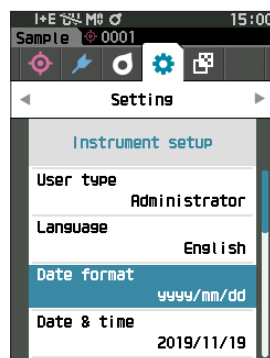 I+E M0 15:00
Sample 0001
Setting
Instrument setup
User type
Administrator
Language
English
Date format
yyyy/mm/dd
Date & time
2019/11/19